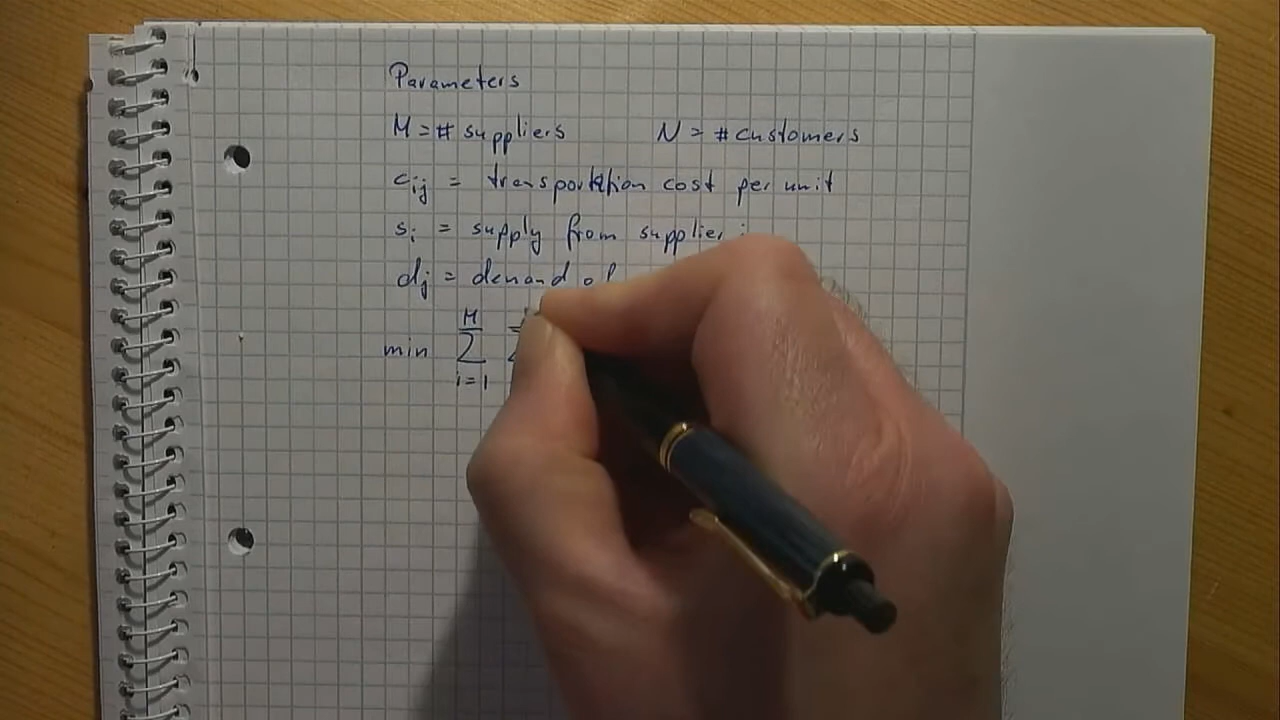 Parameters
M = # suppliers N = # customers
cij = transportation cost per unit
si = supply from supplier
dj = demand of
min M Σ i=1